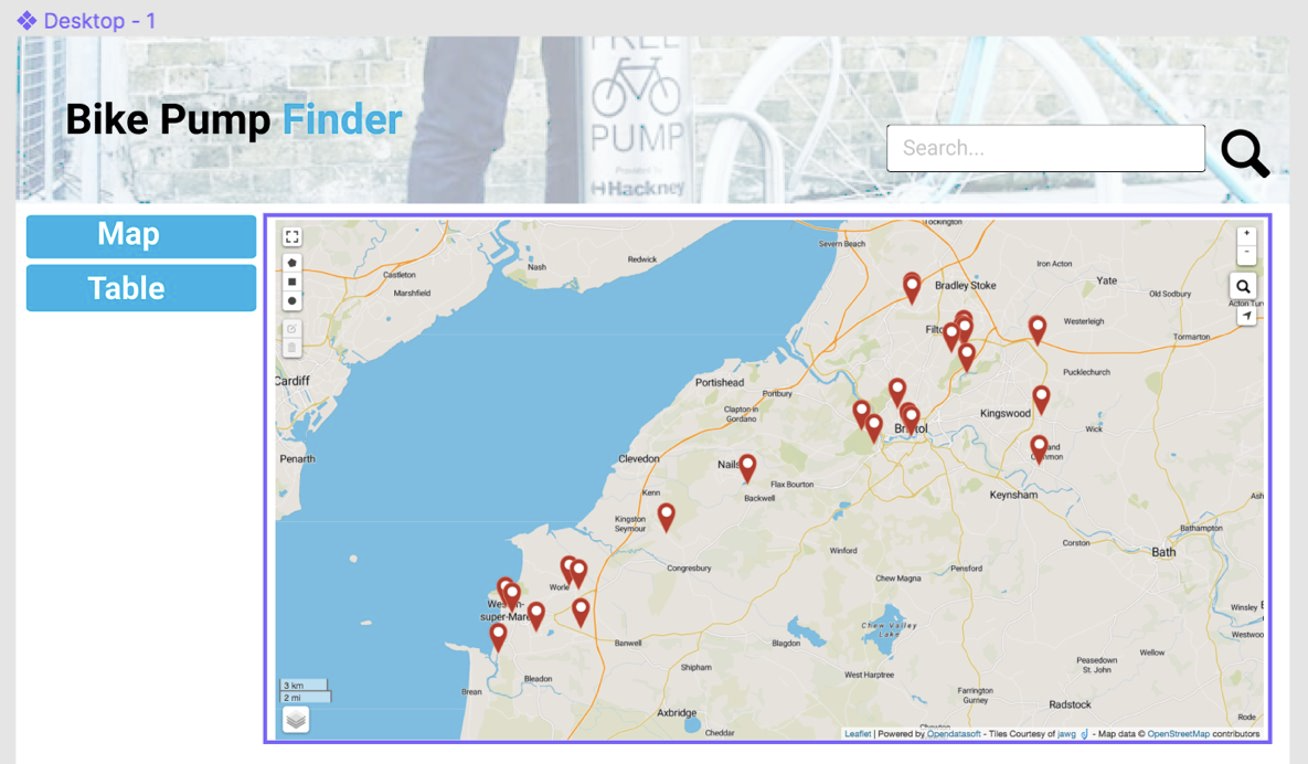 Desktop - 1
FREE
PUMP
Provided by
Hackney
Bike Pump Finder
Search...
Map
Table
+
-
Tockington
Severn Beach
Redwick
Nash
Iron Acton
Castleton
Marshfield
Bradley Stoke
Yate
Old Sodbury
Acton Tur
Westerleigh
Tormarton
Cardiff
Portishead
Portbury
Pucklechurch
Clapton-in
Gordano
Kingswood
Bristol
Wick
Penarth
Clevedon
Flax Bourton
Backwell
Kenn
Keynsham
Kingston
Seymour
Bathampton
Winford
Corston
Bath
Congresbury
Pensford
Chew Magna
Worle
super-Mare
Winsley
Chew Valley
Lake
Banwell
Blagdon
Wellow
Peasedown
St. John
Shipham
West Harptree
Bleadon
Brean
Farrington
Gurney
Radstock
Axbridge
Rode
Cheddar
3 km
2 mi
Leaflet | Powered by Opendatasoft - Tiles Courtesy of jawg - Map data © OpenStreetMap contributors